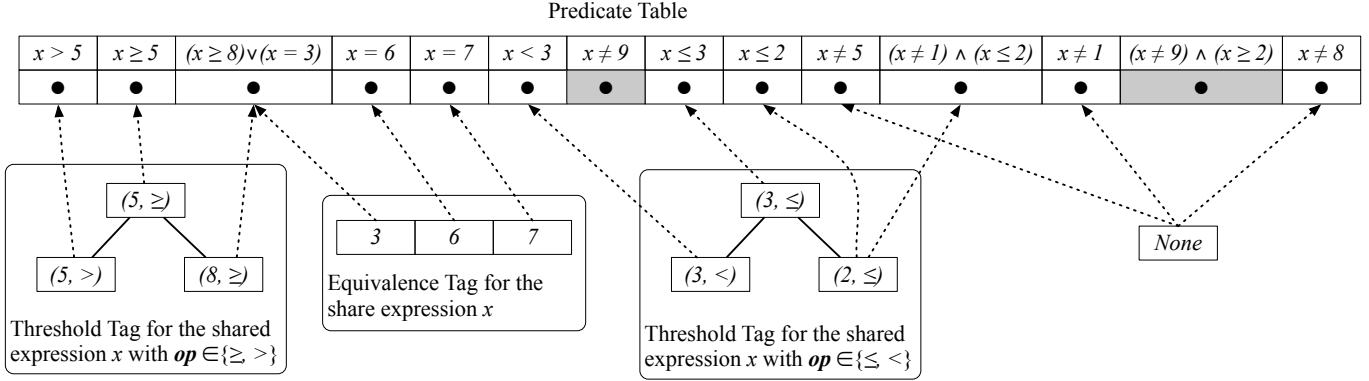 Predicate Table
x > 5 x ≥ 5 (x ≥ 8)∨(x = 3) x = 6 x = 7 x < 3 x ≠ 9 x ≤ 3 x ≤ 2 x ≠ 5 (x ≠ 1) ∧ (x ≤ 2) x ≠ 1 (x ≠ 9) ∧ (x ≥ 2) x ≠ 8
(5, ≥)
(5, >) (8, ≥)
Threshold Tag for the shared
expression x with op ∈{≥, >}
3 6 7
Equivalence Tag for the
share expression x
(3, ≤)
(3, <) (2, ≤)
Threshold Tag for the shared
expression x with op ∈{≤, <}
None